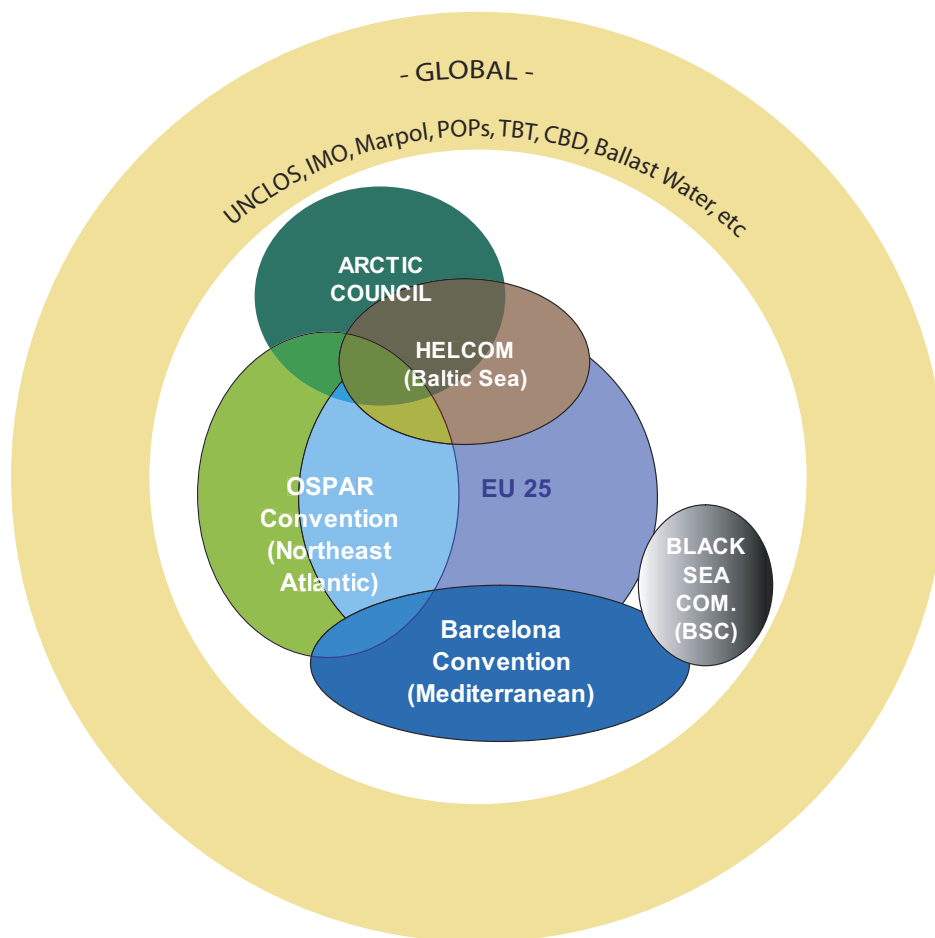 - GLOBAL -
UNCLOS, IMO, Marpol, POPs, TBT, CBD, Ballast Water, etc
ARCTIC
COUNCIL
HELCOM
(Baltic Sea)
OSPAR
Convention
(Northeast
Atlantic)
EU 25
BLACK
SEA
COM.
(BSC)
Barcelona
Convention
(Mediterranean)